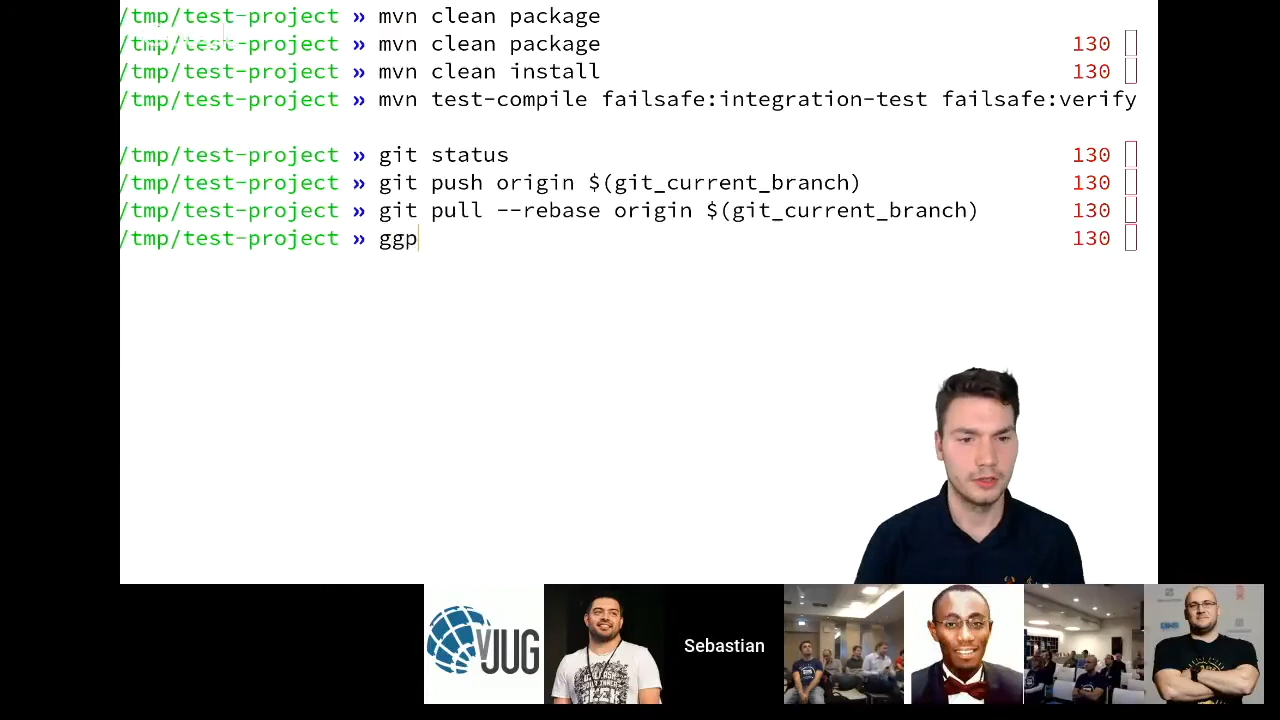 /tmp/test-project » mvn clean package
/tmp/test-project » mvn clean package 130
/tmp/test-project » mvn clean install 130
/tmp/test-project » mvn test-compile failsafe:integration-test failsafe:verify
/tmp/test-project » git status 130
/tmp/test-project » git push origin $(git_current_branch) 130
/tmp/test-project » git pull --rebase origin $(git_current_branch) 130
/tmp/test-project » ggp 130
vJUG
Sebastian